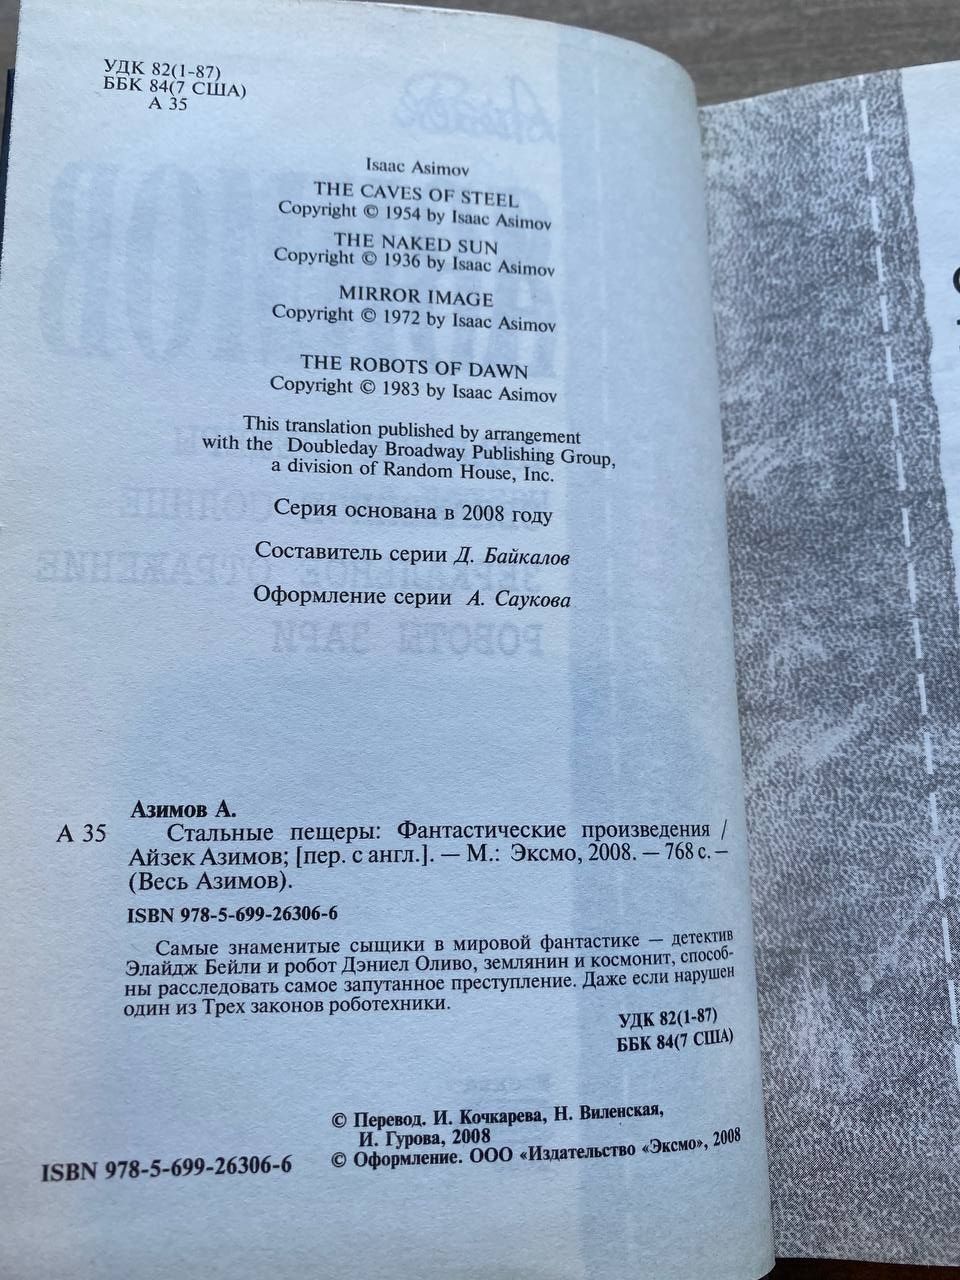 УДК 82(1-87)
ББК 84(7 США)
А 35
Isaac Asimov
THE CAVES OF STEEL
Copyright © 1954 by Isaac Asimov
THE NAKED SUN
Copyright © 1936 by Isaac Asimov
MIRROR IMAGE
Copyright © 1972 by Isaac Asimov
THE ROBOTS OF DAWN
Copyright © 1983 by Isaac Asimov
This translation published by arrangement
with the Doubleday Broadway Publishing Group,
a division of Random House, Inc.
Серия основана в 2008 году
Составитель серии Д. Байкалов
Оформление серии А. Саукова
Азимов А.
А 35 Стальные пещеры: Фантастические произведения /
Айзек Азимов; [пер. с англ.]. — М.: Эксмо, 2008. — 768 с. —
(Весь Азимов).
ISBN 978-5-699-26306-6
Самые знаменитые сыщики в мировой фантастике — детектив
Элайдж Бейли и робот Дэниел Оливо, землянин и космонит, способ-
ны расследовать самое запутанное преступление. Даже если нарушен
один из Трех законов роботехники.
УДК 82(1-87)
ББК 84(7 США)
© Перевод. И. Кочкарева, Н. Виленская,
И. Гурова, 2008
ISBN 978-5-699-26306-6 © Оформление. ООО «Издательство «Эксмо», 2008